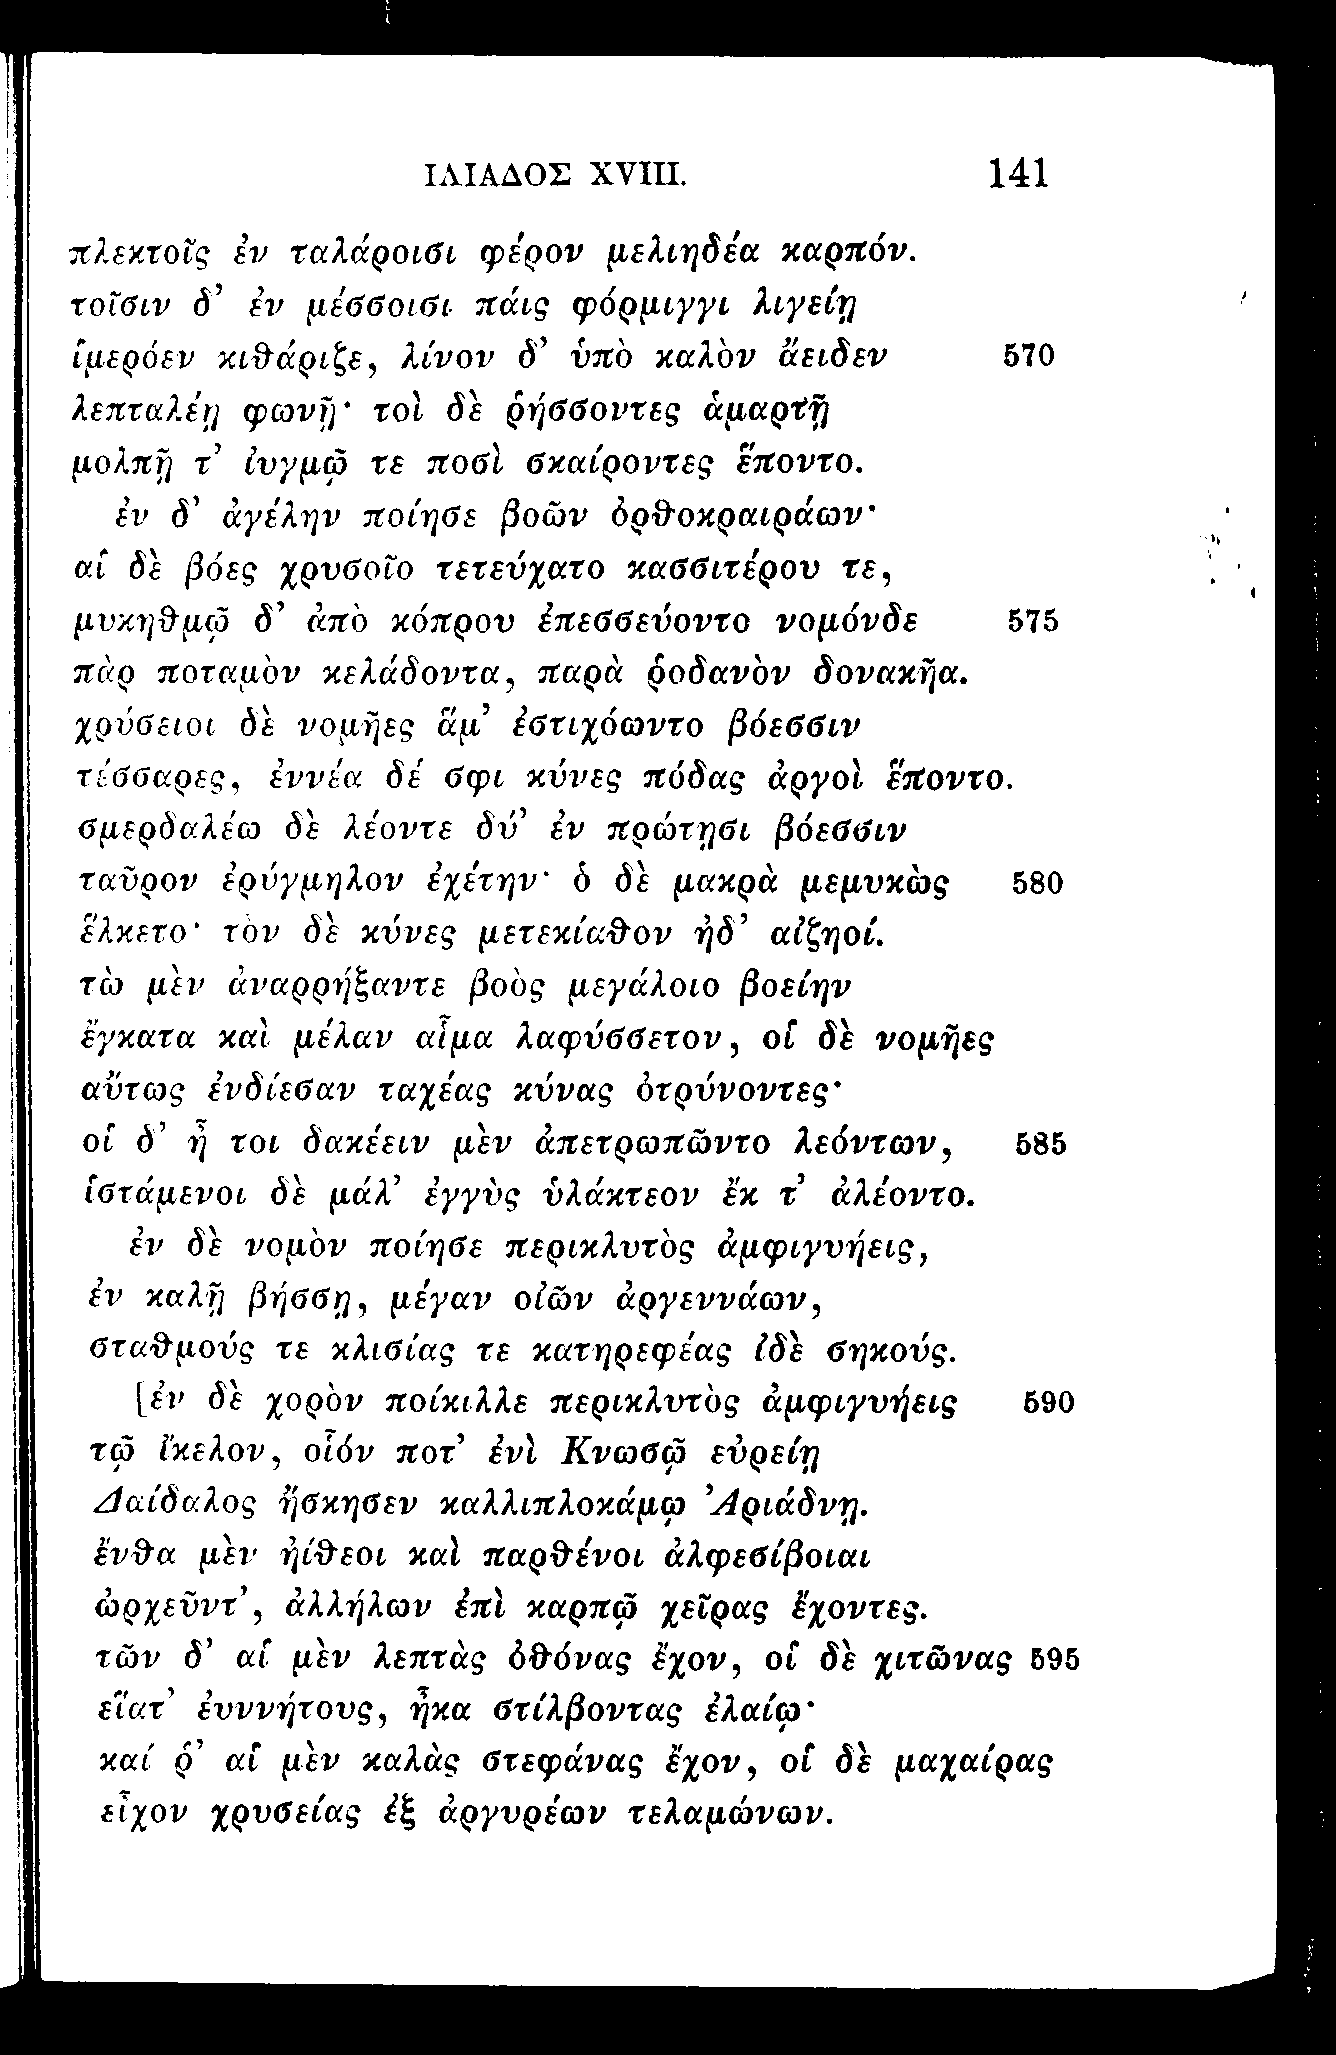 ΙΛΙΑΔΟΣ XVIII. 141
πλεκτοῖς ἐν ταλάροισι φέρον μελιηδέα καρπόν.
τοῖσιν δ’ ἐν μέσσοισι πάις φόρμιγγι λιγείῃ
ἱμερόεν κιθάριζε, λίνον δ’ ὑπὸ καλὸν ἄειδεν 570
λεπταλέῃ φωνῇ· τοὶ δὲ ῥήσσοντες ἁμαρτῇ
μολπῇ τ’ ἰυγμῷ τε ποσὶ σκαίροντες ἕποντο.
ἐν δ’ ἀγέλην ποίησε βοῶν ὀρθοκραιράων·
αἱ δὲ βόες χρυσοῖο τετεύχατο κασσιτέρου τε,
μυκηθμῷ δ’ ἀπὸ κόπρου ἐπεσσεύοντο νομόνδε 575
πὰρ ποταμὸν κελάδοντα, παρὰ ῥοδανὸν δονακῆα.
χρύσειοι δὲ νομῆες ἅμ’ ἐστιχόωντο βόεσσιν
τέσσαρες, ἐννέα δέ σφι κύνες πόδας ἀργοὶ ἕποντο.
σμερδαλέω δὲ λέοντε δύ’ ἐν πρώτῃσι βόεσσιν
ταῦρον ἐρύγμηλον ἐχέτην· ὁ δὲ μακρὰ μεμυκὼς 580
ἕλκετο· τὸν δὲ κύνες μετεκίαθον ἠδ’ αἰζηοί.
τὼ μὲν ἀναρρήξαντε βοὸς μεγάλοιο βοείην
ἔγκατα καὶ μέλαν αἷμα λαφύσσετον, οἱ δὲ νομῆες
αὔτως ἐνδίεσαν ταχέας κύνας ὀτρύνοντες·
οἱ δ’ ἦ τοι δακέειν μὲν ἀπετρωπῶντο λεόντων, 585
ἱστάμενοι δὲ μάλ’ ἐγγὺς ὑλάκτεον ἔκ τ’ ἀλέοντο.
ἐν δὲ νομὸν ποίησε περικλυτὸς ἀμφιγυήεις,
ἐν καλῇ βήσσῃ, μέγαν οἰῶν ἀργεννάων,
σταθμούς τε κλισίας τε κατηρεφέας ἰδὲ σηκούς.
[ἐν δὲ χορὸν ποίκιλλε περικλυτὸς ἀμφιγυήεις 590
τῷ ἴκελον, οἷόν ποτ’ ἐνὶ Κνωσῷ εὐρείῃ
Δαίδαλος ἤσκησεν καλλιπλοκάμῳ Ἀριάδνῃ.
ἔνθα μὲν ἠίθεοι καὶ παρθένοι ἀλφεσίβοιαι
ὠρχεῦντ’, ἀλλήλων ἐπὶ καρπῷ χεῖρας ἔχοντες.
τῶν δ’ αἱ μὲν λεπτὰς ὀθόνας ἔχον, οἱ δὲ χιτῶνας 595
εἵατ’ ἐυννήτους, ἦκα στίλβοντας ἐλαίῳ·
καί ῥ’ αἱ μὲν καλὰς στεφάνας ἔχον, οἱ δὲ μαχαίρας
εἶχον χρυσείας ἐξ ἀργυρέων τελαμώνων.